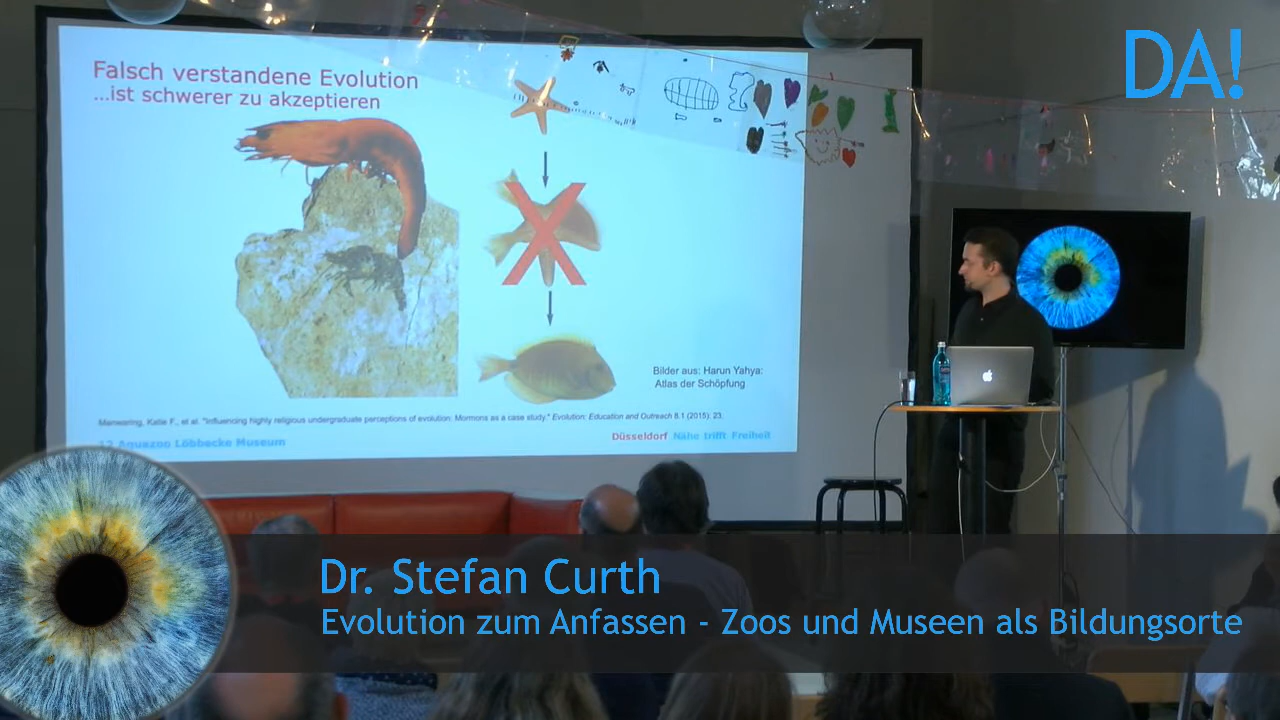 DA!
Falsch verstandene Evolution
...ist schwerer zu akzeptieren
Bilder aus: Harun Yahya:
Atlas der Schöpfung
Manwaring, Katie F., et al. "Influencing highly religious undergraduate perceptions of evolution: Mormons as a case study." Evolution: Education and Outreach 8.1 (2015): 23.
12 Aquazoo Löbbecke Museum
Düsseldorf Nähe trifft Freiheit
Dr. Stefan Curth
Evolution zum Anfassen - Zoos und Museen als Bildungsorte